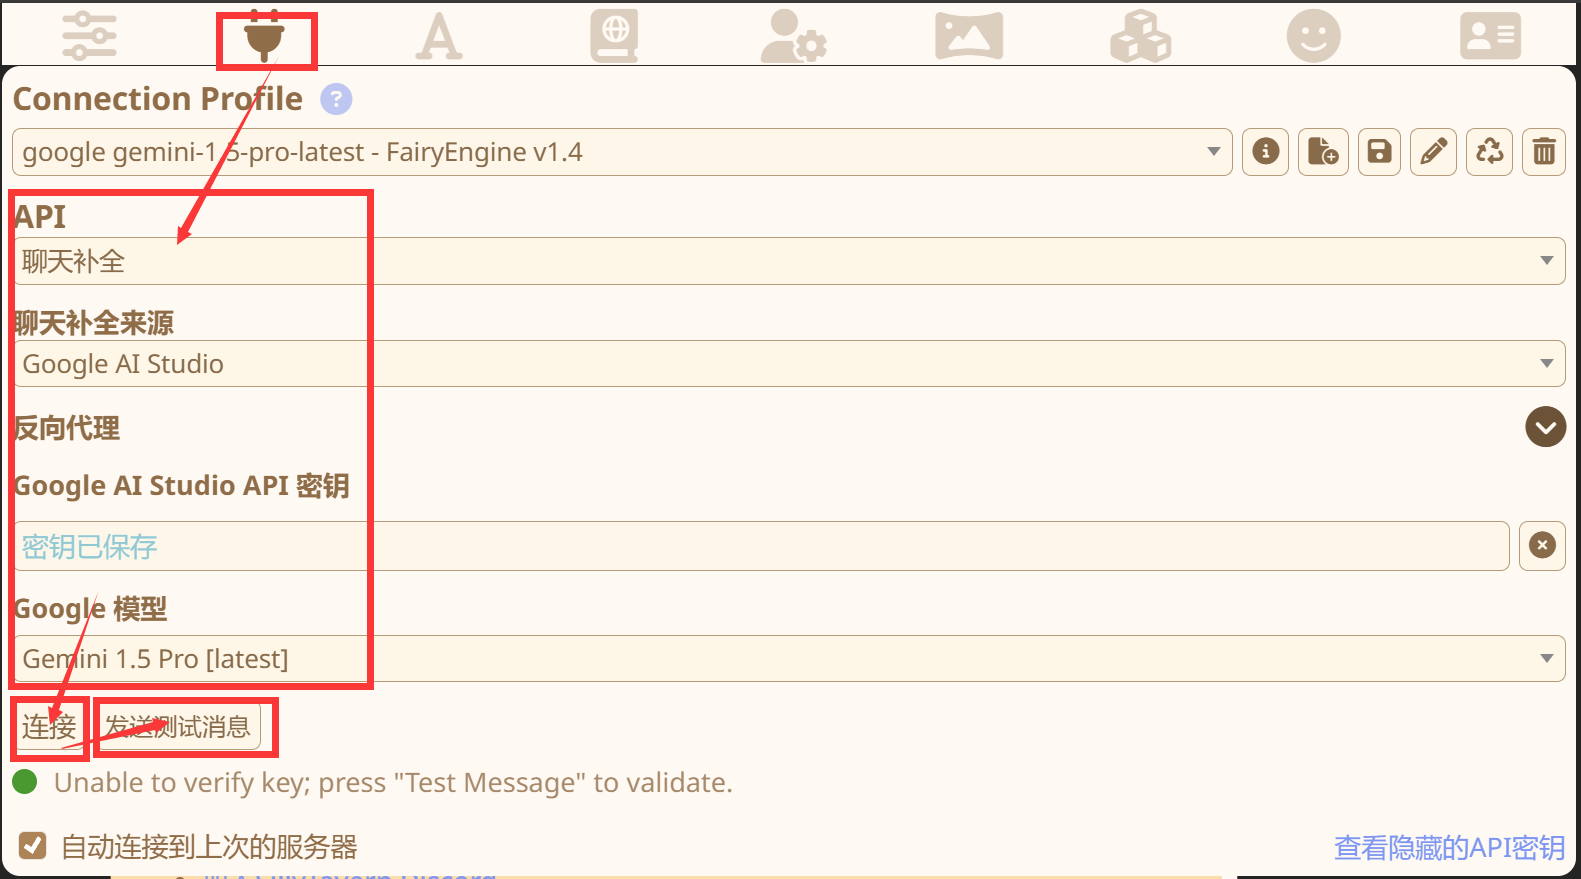 Connection Profile ?
google gemini-1.5-pro-latest - FairyEngine v1.4
API
聊天补全
聊天补全来源
Google AI Studio
反向代理
Google AI Studio API 密钥
密钥已保存
Google 模型
Gemini 1.5 Pro [latest]
连接 发送测试消息
Unable to verify key; press "Test Message" to validate.
自动连接到上次的服务器 查看隐藏的API密钥